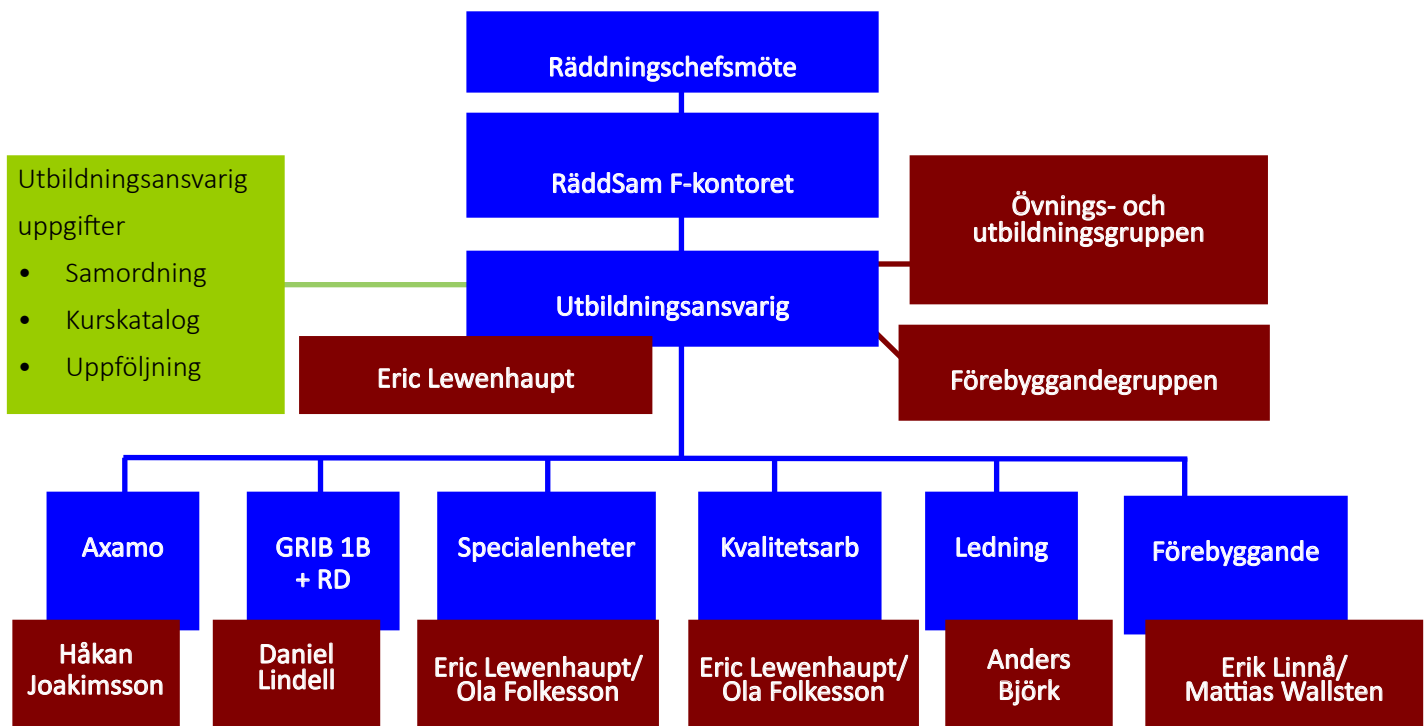 Räddningschefsmöte
RäddSam F-kontoret
Utbildningsansvarig
uppgifter
• Samordning
• Kurskatalog
• Uppföljning
Övnings- och
utbildningsgruppen
Utbildningsansvarig
Eric Lewenhaupt
Förebyggandegruppen
Axamo
GRIB 1B
+ RD
Specialenheter
Kvalitetsarb
Ledning
Förebyggande
Håkan
Joakimsson
Daniel
Lindell
Eric Lewenhaupt/
Ola Folkesson
Eric Lewenhaupt/
Ola Folkesson
Anders
Björk
Erik Linnå/
Mattias Wallsten